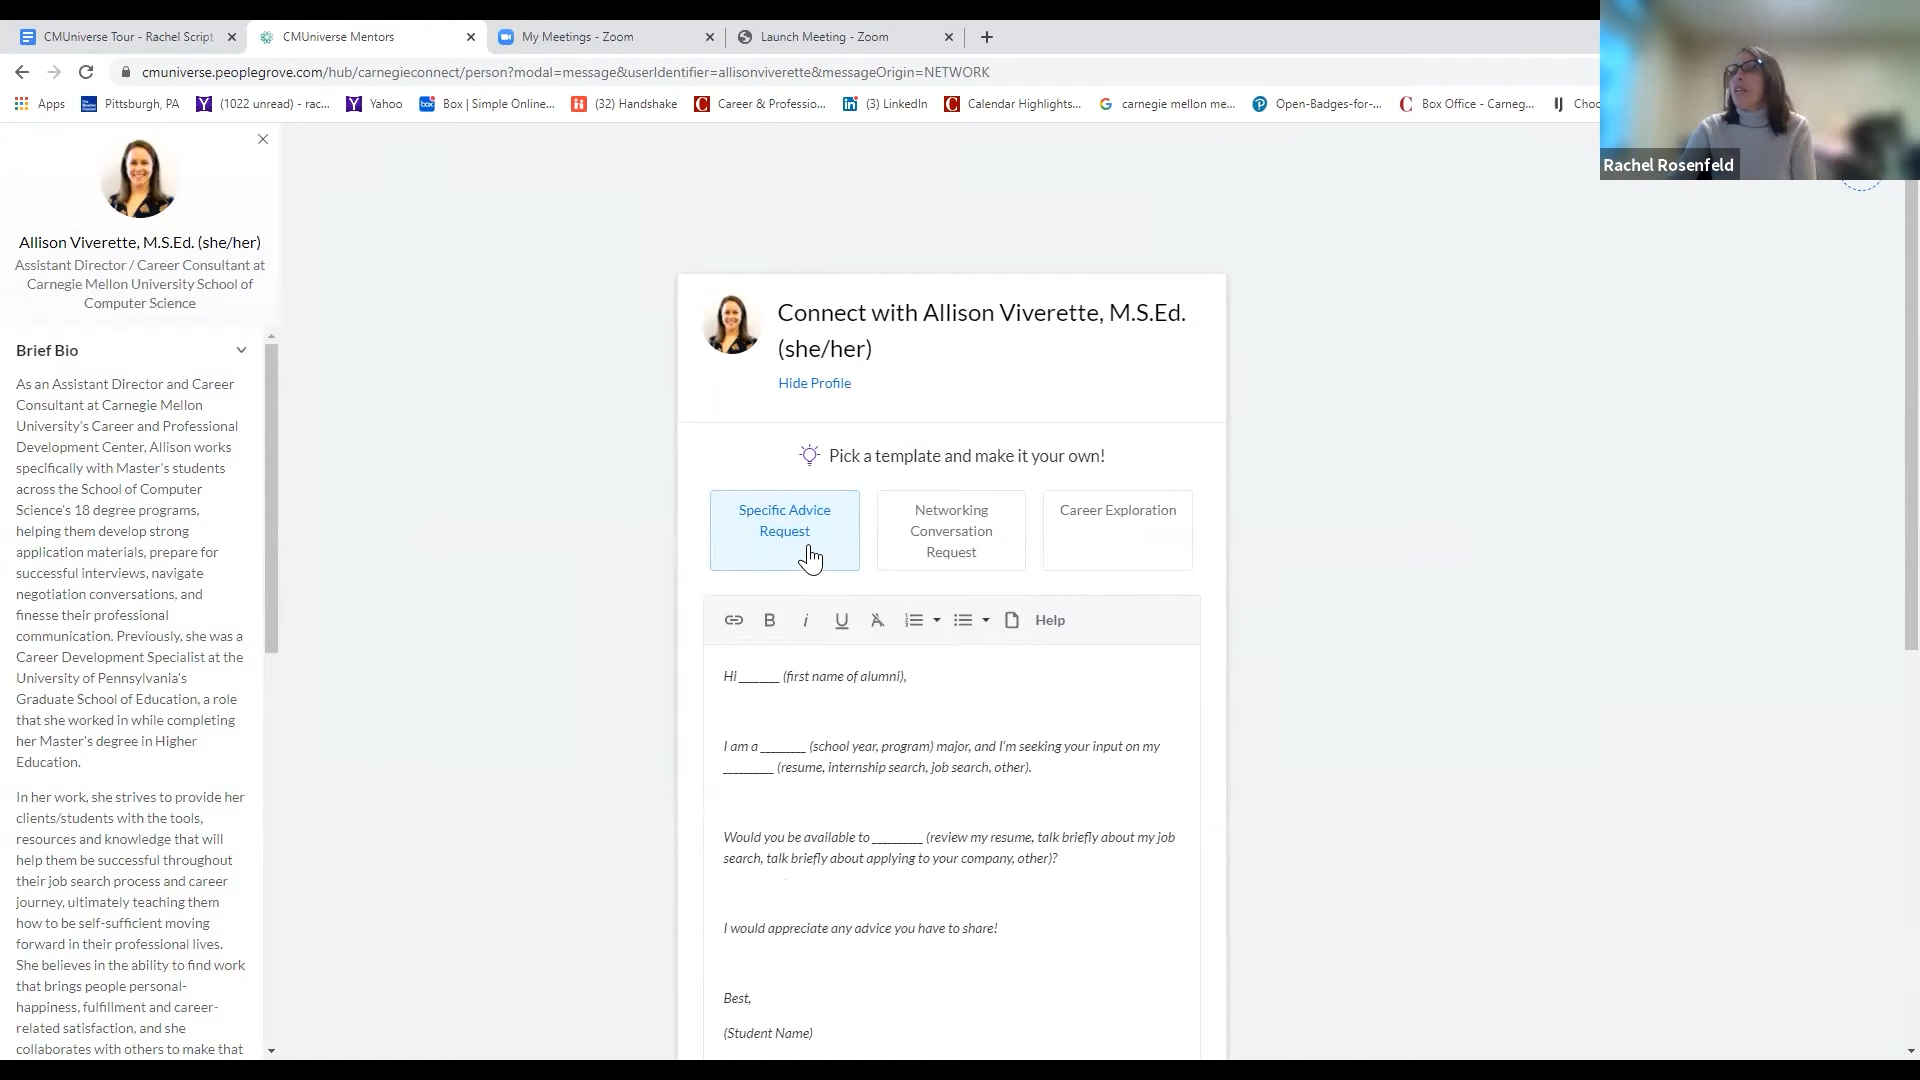 CMUniverse Tour - Rachel Script
CMUniverse Mentors
My Meetings - Zoom
Launch Meeting - Zoom
cmuniverse.peoplegrove.com/hub/carnegieconnect/person?modal=message&userIdentifier=allisonviverette&messageOrigin=NETWORK
Apps
Pittsburgh, PA
(1022 unread) - rac...
Yahoo
Box | Simple Online...
(32) Handshake
Career & Professio...
(3) LinkedIn
Calendar Highlights...
carnegie mellon me...
Open-Badges-for-...
Box Office - Carneg...
Choo
Rachel Rosenfeld
Allison Viverette, M.S.Ed. (she/her)
Assistant Director / Career Consultant at
Carnegie Mellon University School of
Computer Science
Brief Bio
As an Assistant Director and Career
Consultant at Carnegie Mellon
University's Career and Professional
Development Center, Allison works
specifically with Master's students
across the School of Computer
Science's 18 degree programs,
helping them develop strong
application materials, prepare for
successful interviews, navigate
negotiation conversations, and
finesse their professional
communication. Previously, she was a
Career Development Specialist at the
University of Pennsylvania's
Graduate School of Education, a role
that she worked in while completing
her Master's degree in Higher
Education.
In her work, she strives to provide her
clients/students with the tools,
resources and knowledge that will
help them be successful throughout
their job search process and career
journey, ultimately teaching them
how to be self-sufficient moving
forward in their professional lives.
She believes in the ability to find work
that brings people personal-
happiness, fulfillment and career-
related satisfaction, and she
collaborates with others to make that
Connect with Allison Viverette, M.S.Ed.
(she/her)
Hide Profile
Pick a template and make it your own!
Specific Advice
Request
Networking
Conversation
Request
Career Exploration
Help
Hi ________ (first name of alumni),
I am a _________ (school year, program) major, and I'm seeking your input on my
__________ (resume, internship search, job search, other).
Would you be available to __________ (review my resume, talk briefly about my job
search, talk briefly about applying to your company, other)?
I would appreciate any advice you have to share!
Best,
(Student Name)